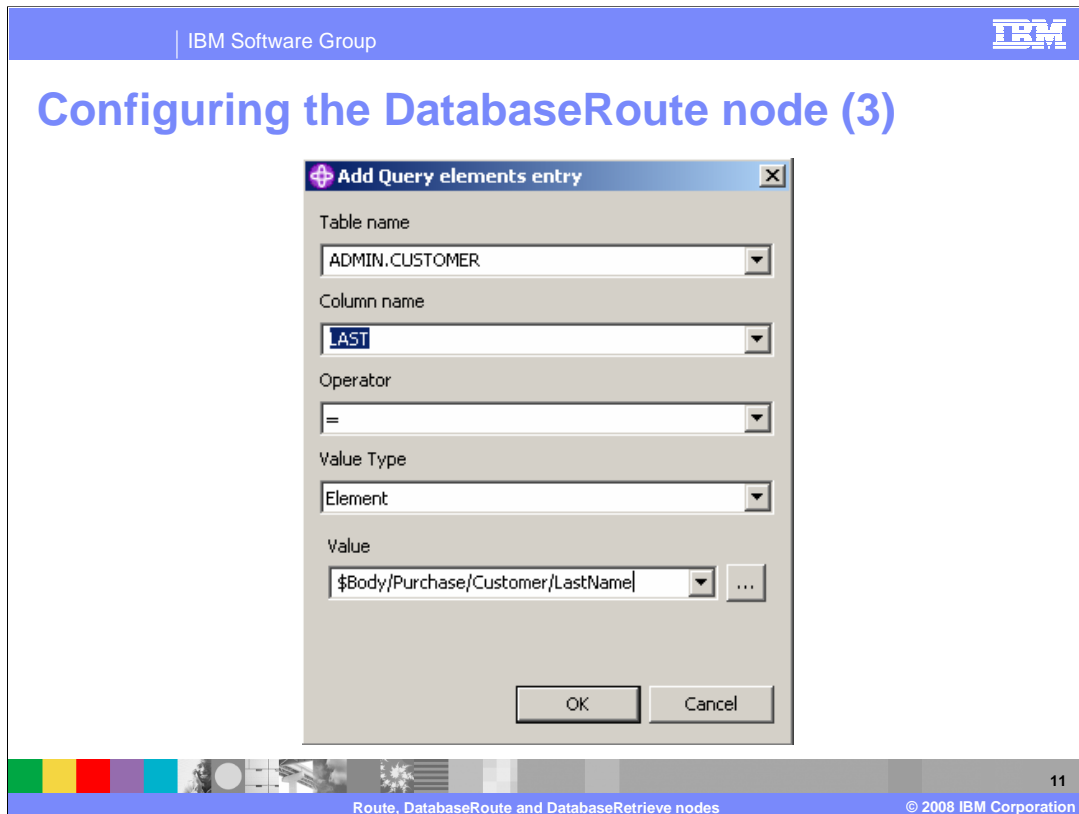 IBM Software Group
IBM
Configuring the DatabaseRoute node (3)
Add Query elements entry
Table name
ADMIN.CUSTOMER
Column name
LAST
Operator
=
Value Type
Element
Value
$Body/Purchase/Customer/LastName
...
OK
Cancel
11
Route, DatabaseRoute and DatabaseRetrieve nodes
© 2008 IBM Corporation